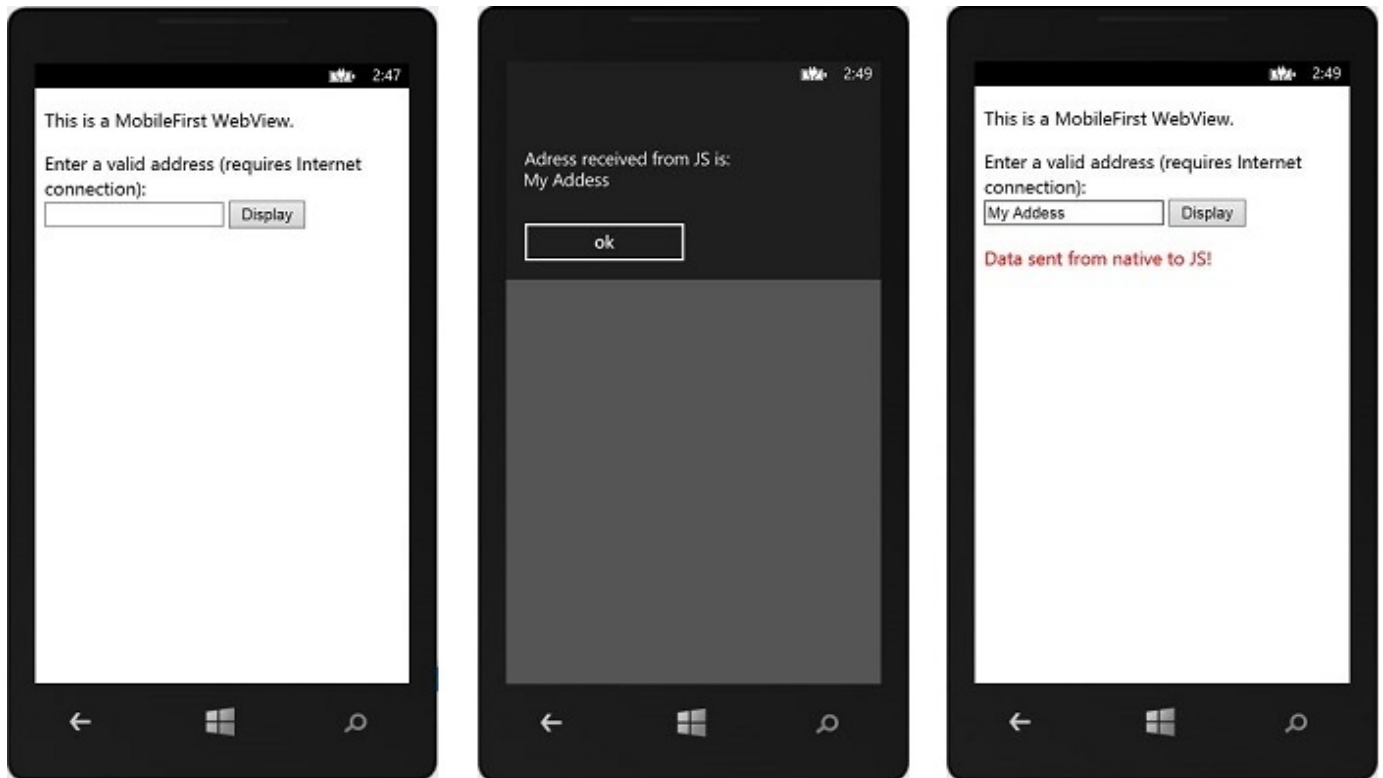 2:47
This is a MobileFirst WebView.
Enter a valid address (requires Internet
connection):
Display
2:49
Adress received from JS is:
My Addess
ok
2:49
This is a MobileFirst WebView.
Enter a valid address (requires Internet
connection):
My Addess Display
Data sent from native to JS!